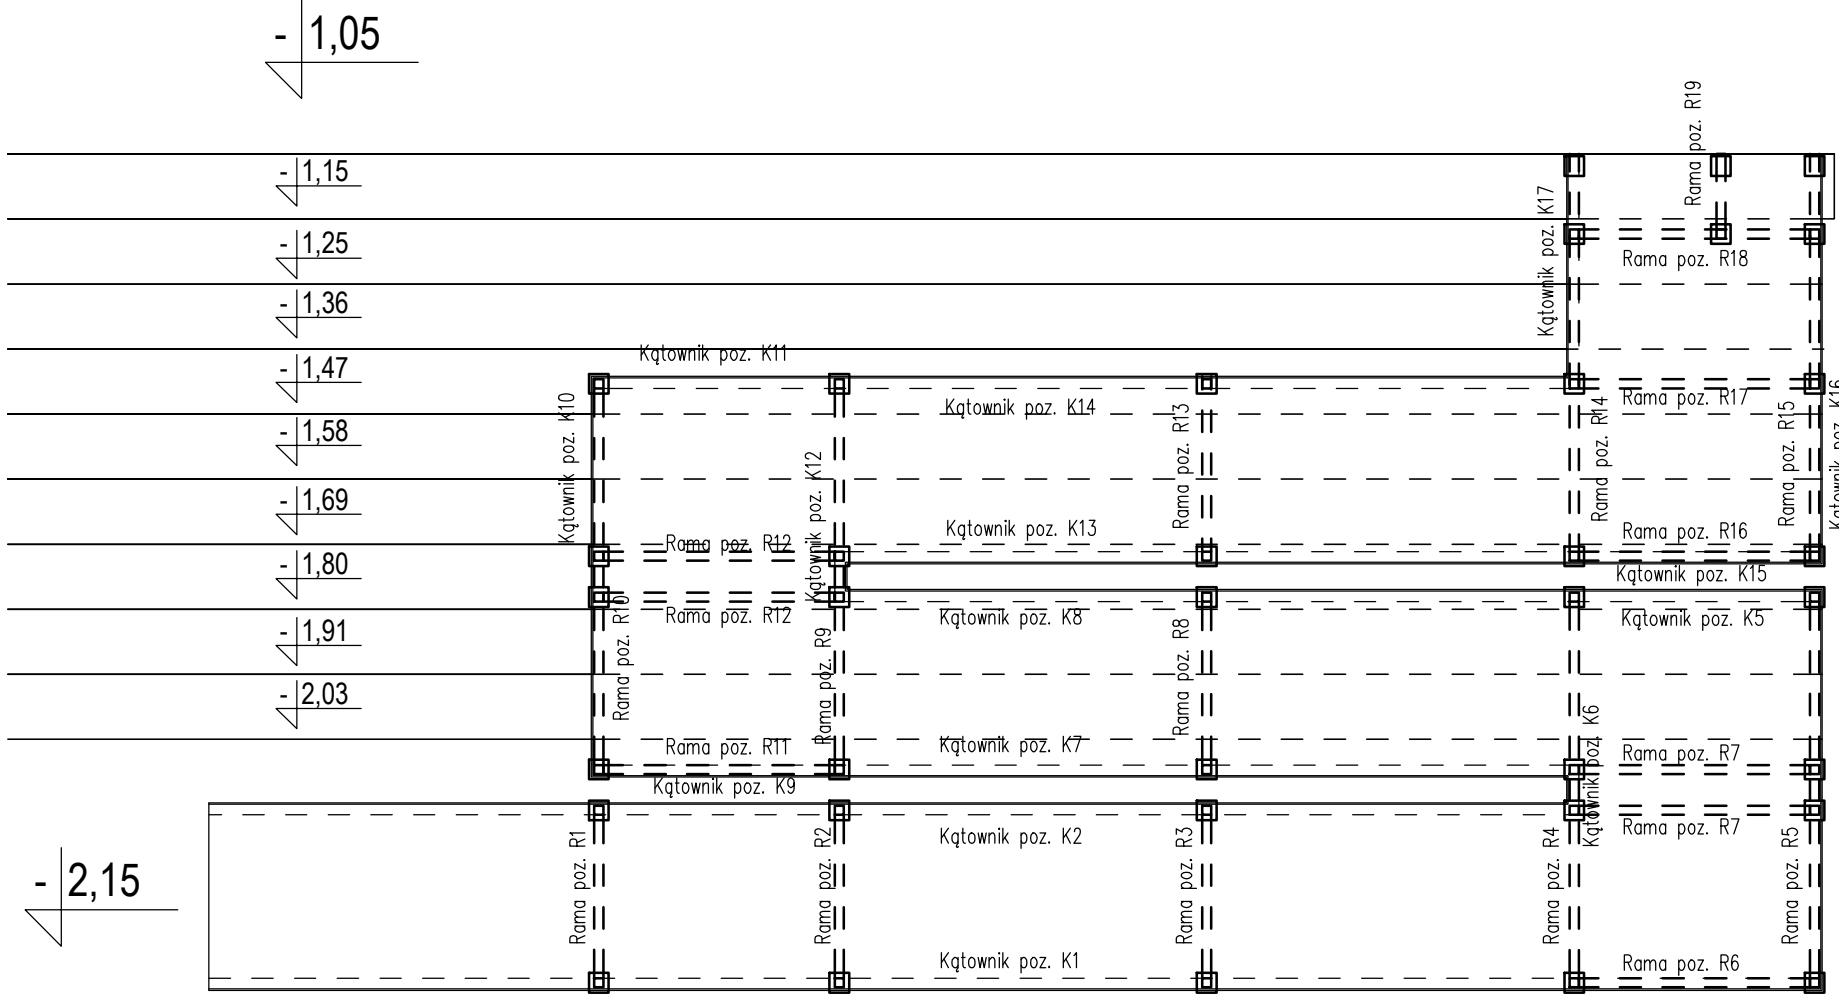 - 1,05
Rama poz. R19
- 1,15
Kątownik poz. K17
- 1,25
Rama poz. R18
- 1,36
Kątownik poz. K11
- 1,47
Kątownik poz. K10
Kątownik poz. K14
Rama poz. R13
Rama poz. R14
Rama poz. R17
Rama poz. R15
Kątownik poz. K16
- 1,58
Kątownik poz. K12
- 1,69
Kątownik poz. K13
Rama poz. R16
Rama poz. R12
- 1,80
Kątownik poz. K15
Rama poz. R10
Rama poz. R12
Rama poz. R9
Kątownik poz. K8
Rama poz. R8
Kątownik poz. K5
- 1,91
- 2,03
Rama poz. R11
Kątownik poz. K7
Kątownik poz. K6
Rama poz. R7
Kątownik poz. K9
Rama poz. R1
Rama poz. R2
Kątownik poz. K2
Rama poz. R3
Rama poz. R4
Rama poz. R7
Rama poz. R5
- 2,15
Kątownik poz. K1
Rama poz. R6